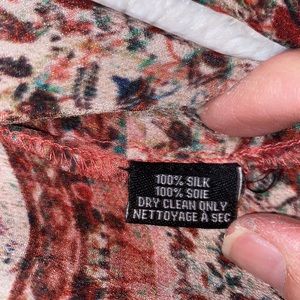 100% SILK
100% SOIE
DRY CLEAN ONLY
NETTOYAGE À SEC